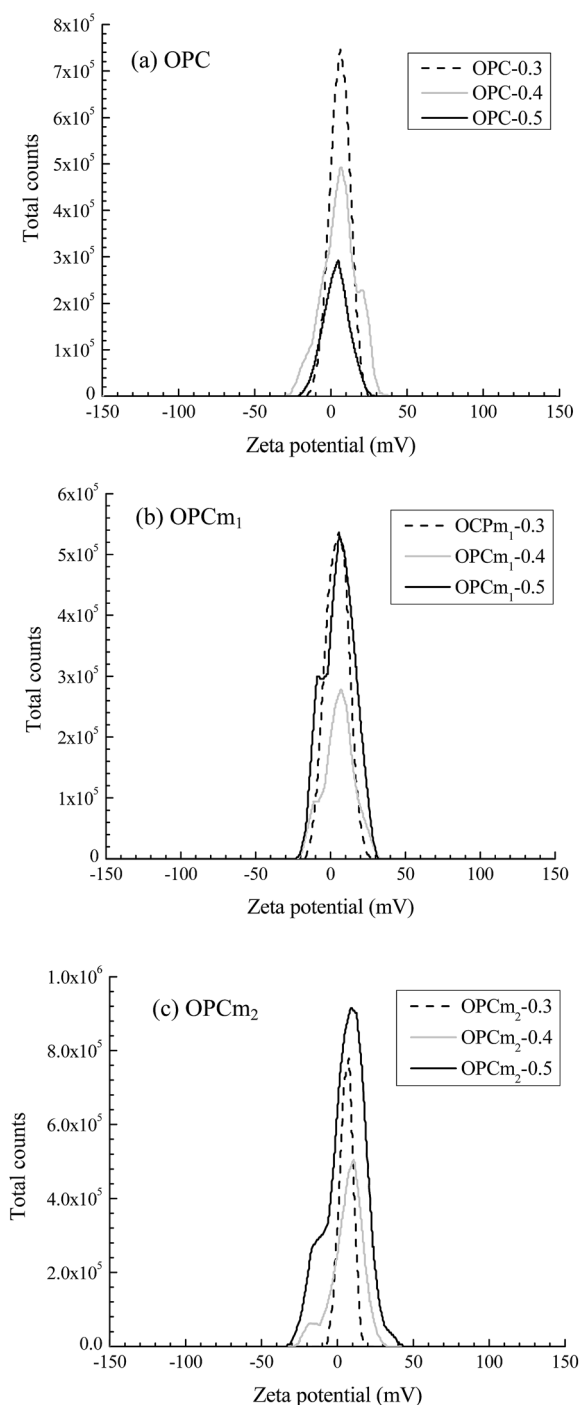 8x10⁵
(a) OPC
7x10⁵
OPC-0.3
6x10⁵
OPC-0.4
5x10⁵
OPC-0.5
4x10⁵
3x10⁵
2x10⁵
1x10⁵
0
Total counts
-150 -100 -50 0 50 100 150
Zeta potential (mV)
6x10⁵
(b) OPCm₁
OCPm₁-0.3
5x10⁵
OPCm₁-0.4
4x10⁵
OPCm₁-0.5
3x10⁵
2x10⁵
1x10⁵
0
Total counts
-150 -100 -50 0 50 100 150
Zeta potential (mV)
1.0x10⁶
(c) OPCm₂
OPCm₂-0.3
8.0x10⁵
OPCm₂-0.4
OPCm₂-0.5
6.0x10⁵
4.0x10⁵
2.0x10⁵
0.0
Total counts
-150 -100 -50 0 50 100 150
Zeta potential (mV)